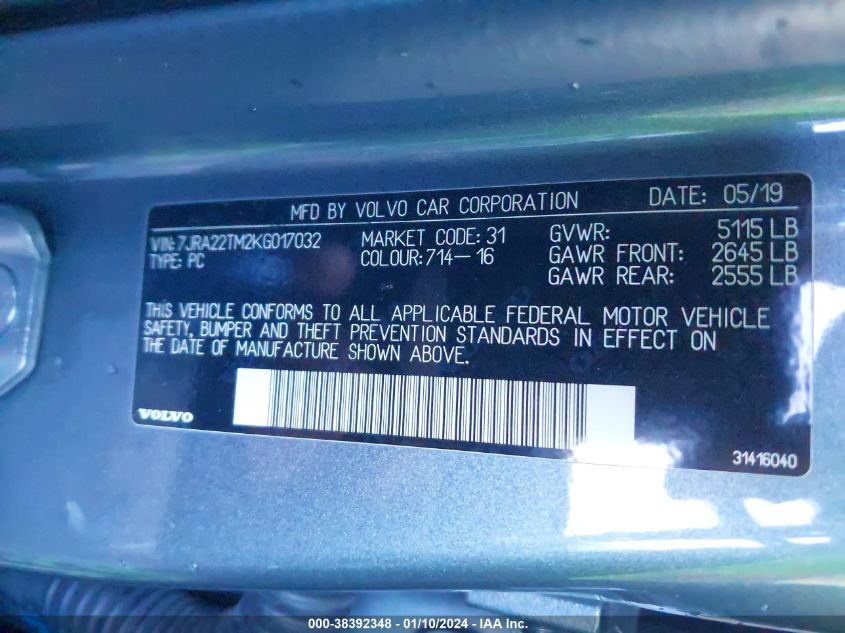 MFD BY VOLVO CAR CORPORATION DATE: 05/19
VIN: 7JRA22TM2KG017032 MARKET CODE: 31 GVWR: 5115 LB
TYPE: PC COLOUR: 714-16 GAWR FRONT: 2645 LB
GAWR REAR: 2555 LB
THIS VEHICLE CONFORMS TO ALL APPLICABLE FEDERAL MOTOR VEHICLE
SAFETY, BUMPER AND THEFT PREVENTION STANDARDS IN EFFECT ON
THE DATE OF MANUFACTURE SHOWN ABOVE.
VOLVO
31416040
000-38392348 - 01/10/2024 - IAA Inc.